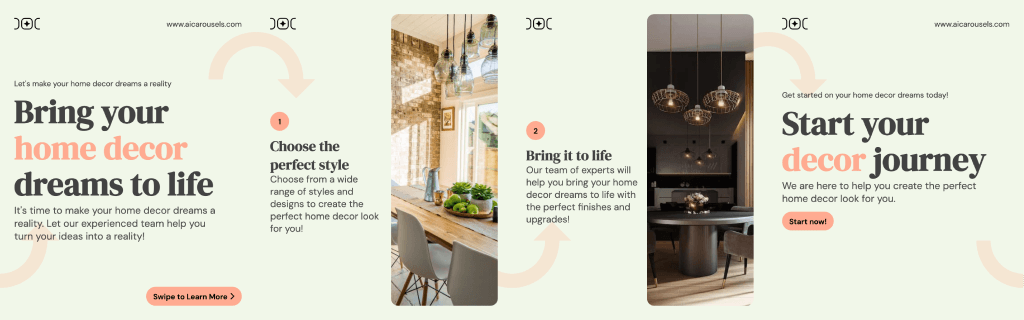 www.aicarousels.com
Let's make your home decor dreams a reality
Bring your
home decor
dreams to life
It's time to make your home decor dreams a
reality. Let our experienced team help you
turn your ideas into a reality!
Swipe to Learn More
1
Choose the
perfect style
Choose from a wide
range of styles and
designs to create the
perfect home decor look
for you!
2
Bring it to life
Our team of experts will
help you bring your home
decor dreams to life with
the perfect finishes and
upgrades!
www.aicarousels.com
Get started on your home decor dreams today!
Start your
decor journey
We are here to help you create the perfect
home decor look for you.
Start now!